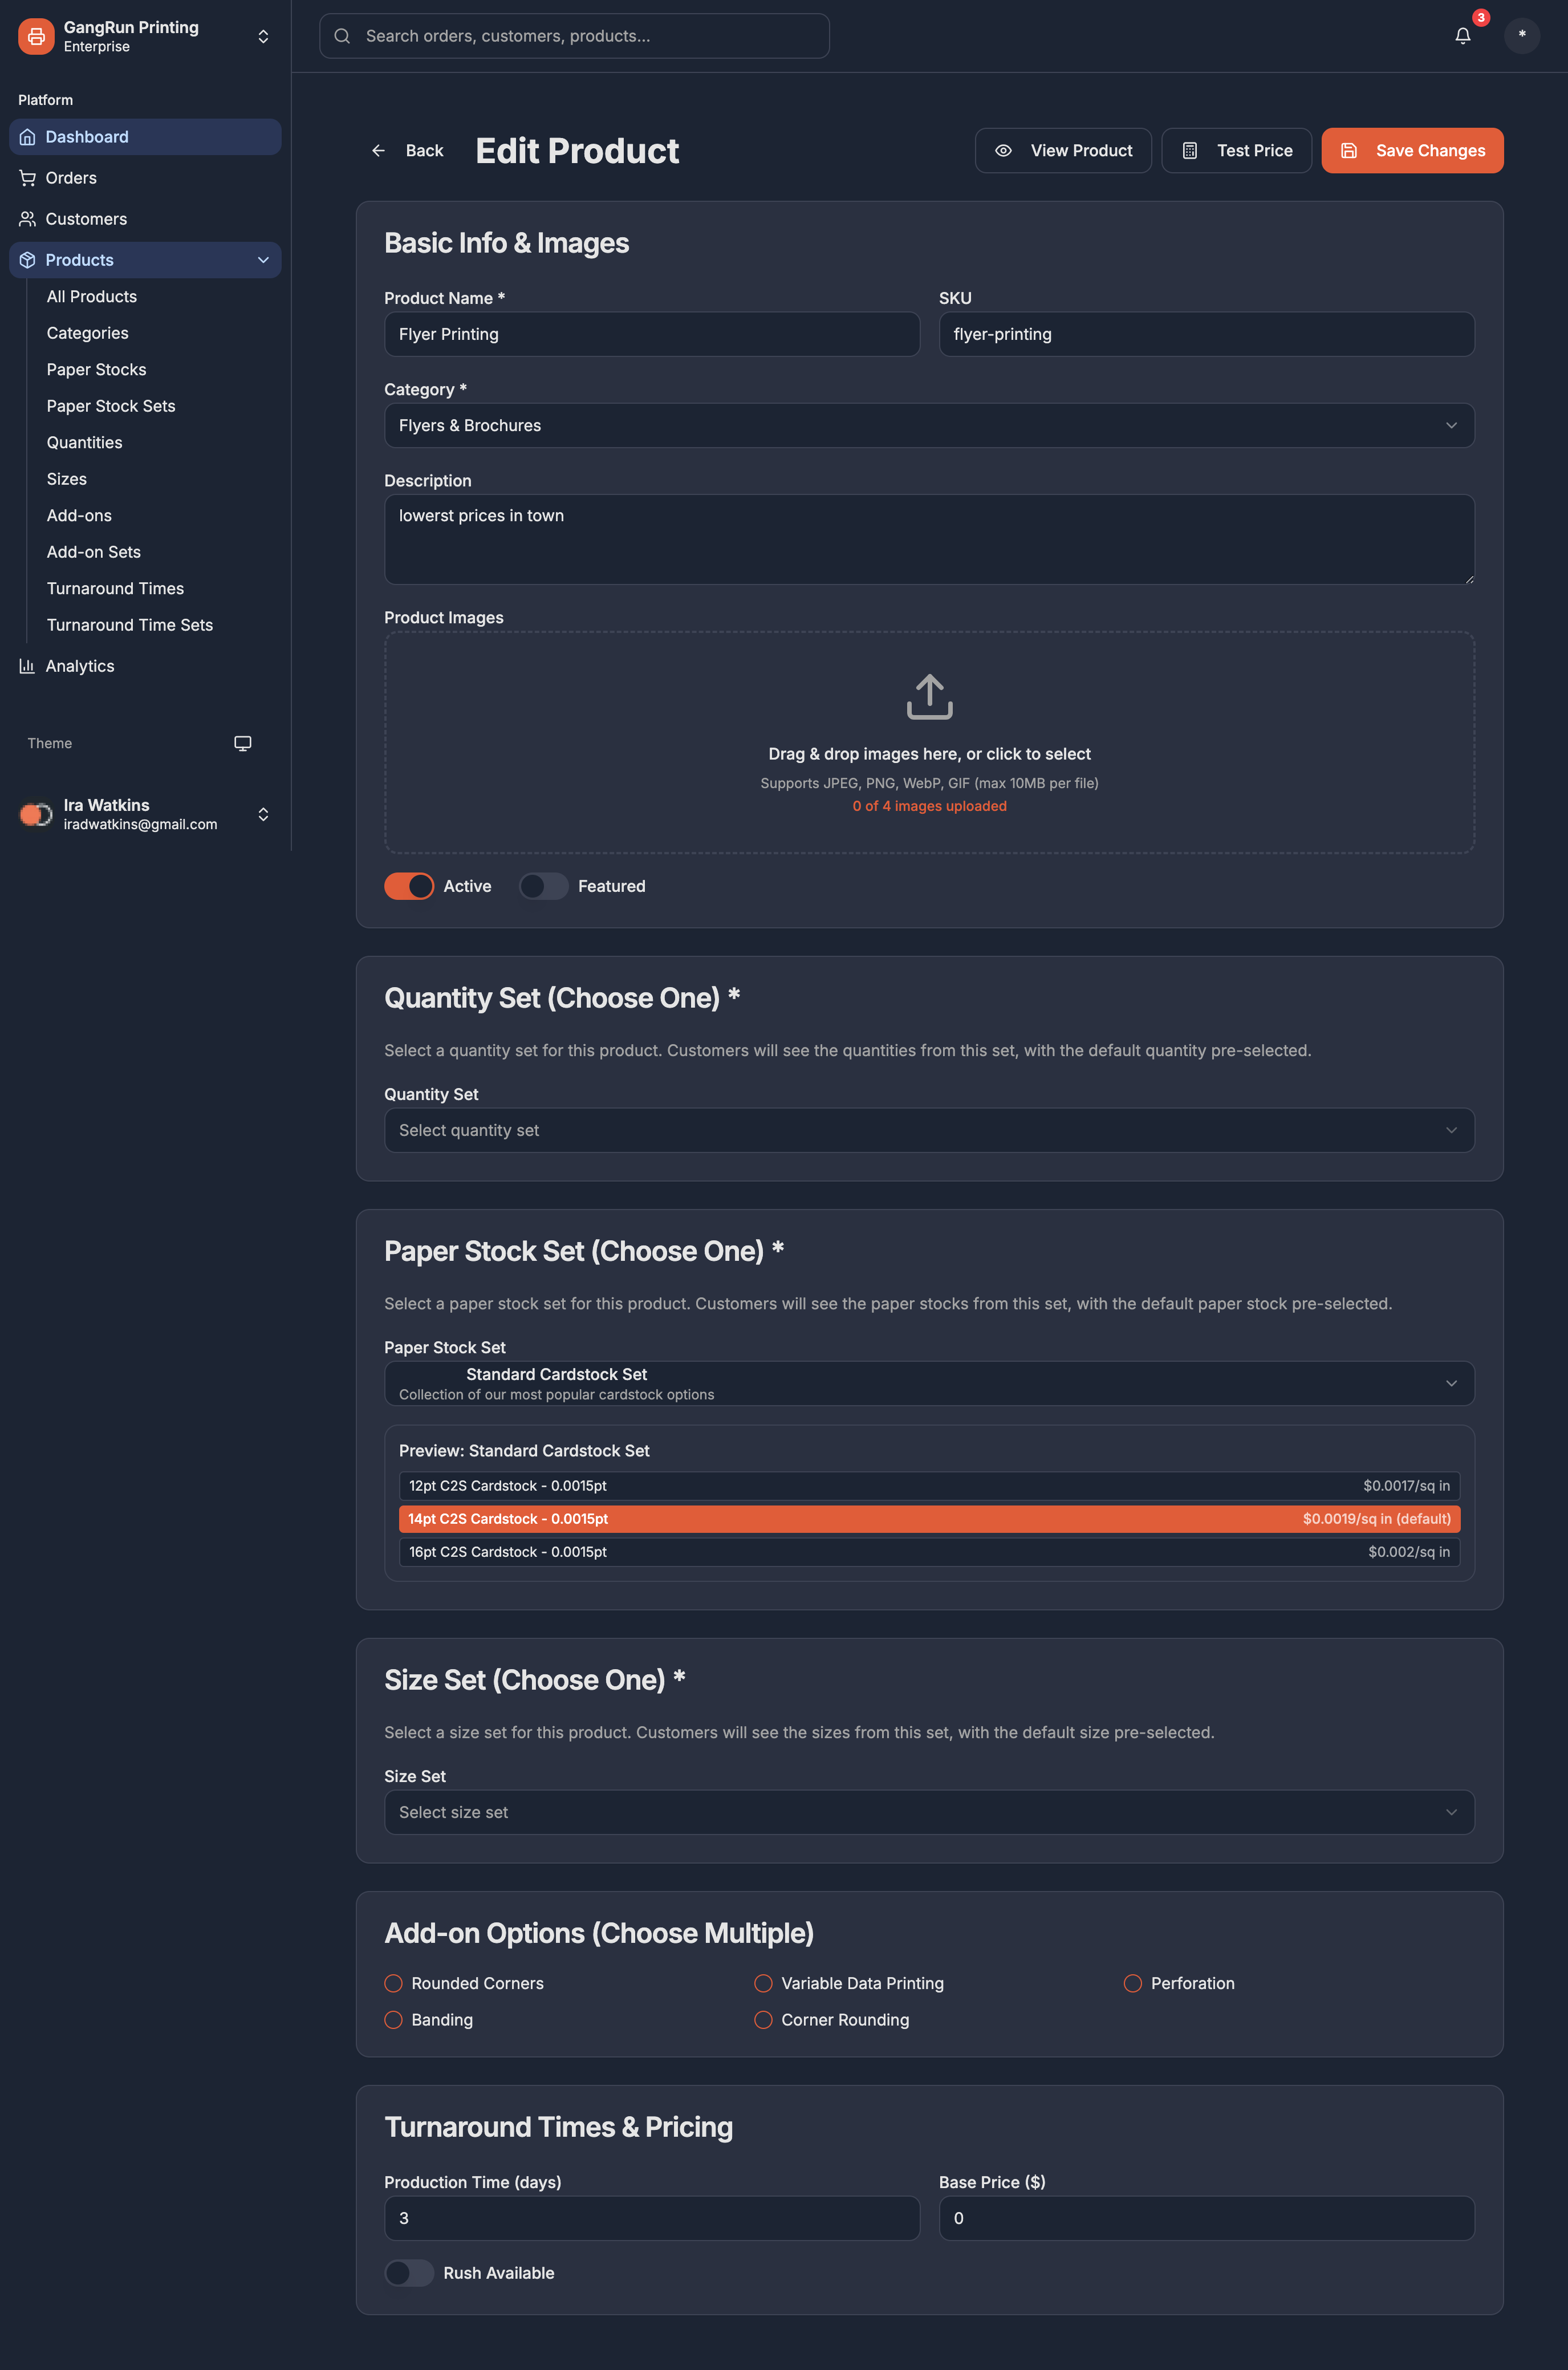 GangRun Printing
Enterprise
Search orders, customers, products...
3
*
Platform
Dashboard
Orders
Customers
Products
All Products
Categories
Paper Stocks
Paper Stock Sets
Quantities
Sizes
Add-ons
Add-on Sets
Turnaround Times
Turnaround Time Sets
Analytics
Theme
Ira Watkins
iradwatkins@gmail.com
Back
Edit Product
View Product
Test Price
Save Changes
Basic Info & Images
Product Name *
SKU
Flyer Printing
flyer-printing
Category *
Flyers & Brochures
Description
lowerst prices in town
Product Images
Drag & drop images here, or click to select
Supports JPEG, PNG, WebP, GIF (max 10MB per file)
0 of 4 images uploaded
Active
Featured
Quantity Set (Choose One) *
Select a quantity set for this product. Customers will see the quantities from this set, with the default quantity pre-selected.
Quantity Set
Select quantity set
Paper Stock Set (Choose One) *
Select a paper stock set for this product. Customers will see the paper stocks from this set, with the default paper stock pre-selected.
Paper Stock Set
Standard Cardstock Set
Collection of our most popular cardstock options
Preview: Standard Cardstock Set
12pt C2S Cardstock - 0.0015pt $0.0017/sq in
14pt C2S Cardstock - 0.0015pt $0.0019/sq in (default)
16pt C2S Cardstock - 0.0015pt $0.002/sq in
Size Set (Choose One) *
Select a size set for this product. Customers will see the sizes from this set, with the default size pre-selected.
Size Set
Select size set
Add-on Options (Choose Multiple)
Rounded Corners
Variable Data Printing
Perforation
Banding
Corner Rounding
Turnaround Times & Pricing
Production Time (days)
Base Price ($)
3
0
Rush Available